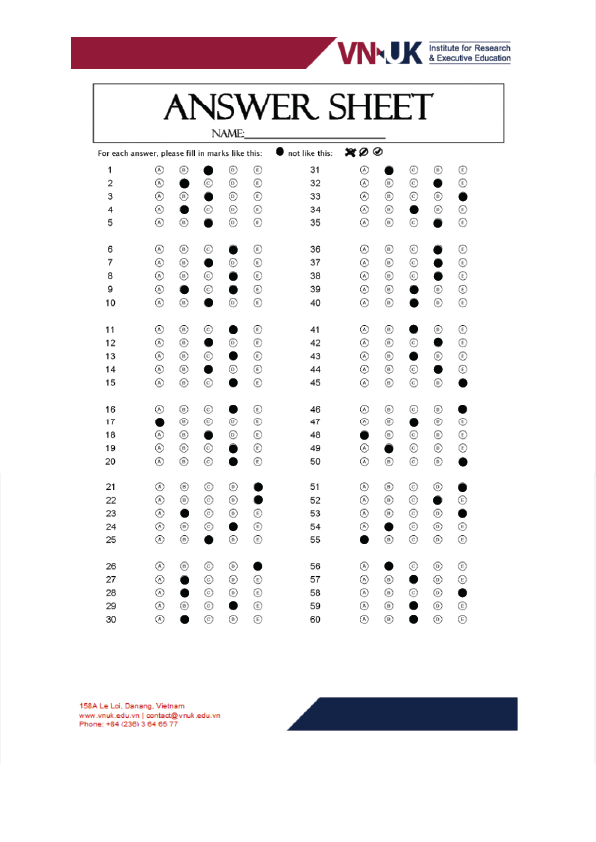 VN UK Institute for Research
& Executive Education
ANSWER SHEET
NAME:
For each answer, please fill in marks like this: not like this:
1 A B D E 31 A C D E
2 A C D E 32 A B C E
3 A B D E 33 A B C D
4 A C D E 34 A B D E
5 A B D E 35 A B C E
6 A B C E 36 A B C E
7 A B D E 37 A B C E
8 A B C E 38 A B C E
9 A C E 39 A B D E
10 A B D E 40 A B D E
11 A B C E 41 A B D E
12 A B D E 42 A B C E
13 A B C E 43 A B D E
14 A B D E 44 A B C E
15 A B C E 45 A B C D
16 A B C E 46 A B C D
17 B C D E 47 A B D E
18 A B D E 48 B C D E
19 A B C E 49 A C D E
20 A B C E 50 A B C D
21 A B C D 51 A B C D
22 A B C D 52 A B C E
23 A C D E 53 A B C D
24 A B C E 54 A C D E
25 A B D E 55 B C D E
26 A B C D 56 A C D E
27 A C D E 57 A B D E
28 A C D E 58 A B C D
29 A B C E 59 A B D E
30 A C D E 60 A B D E
158A Le Loi, Danang, Vietnam
www.vnuk.edu.vn | contact@vnuk.edu.vn
Phone: +84 (236) 3 64 65 77